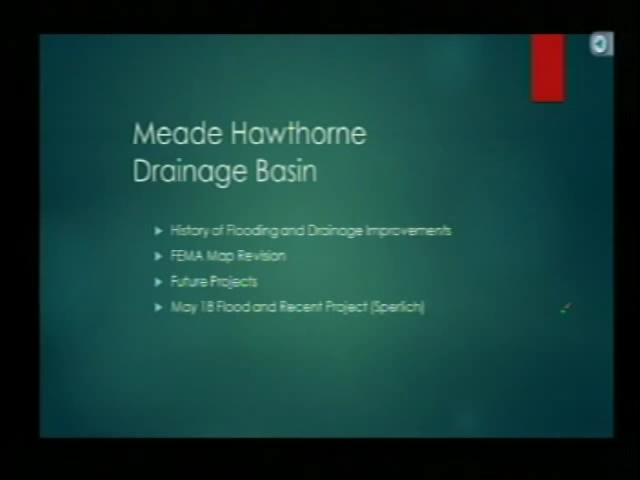 Meade Hawthorne
Drainage Basin
History of Flooding and Drainage Improvements
FEMA Map Revision
Future Projects
May 18 Flood and Recent Project (Sperlich)